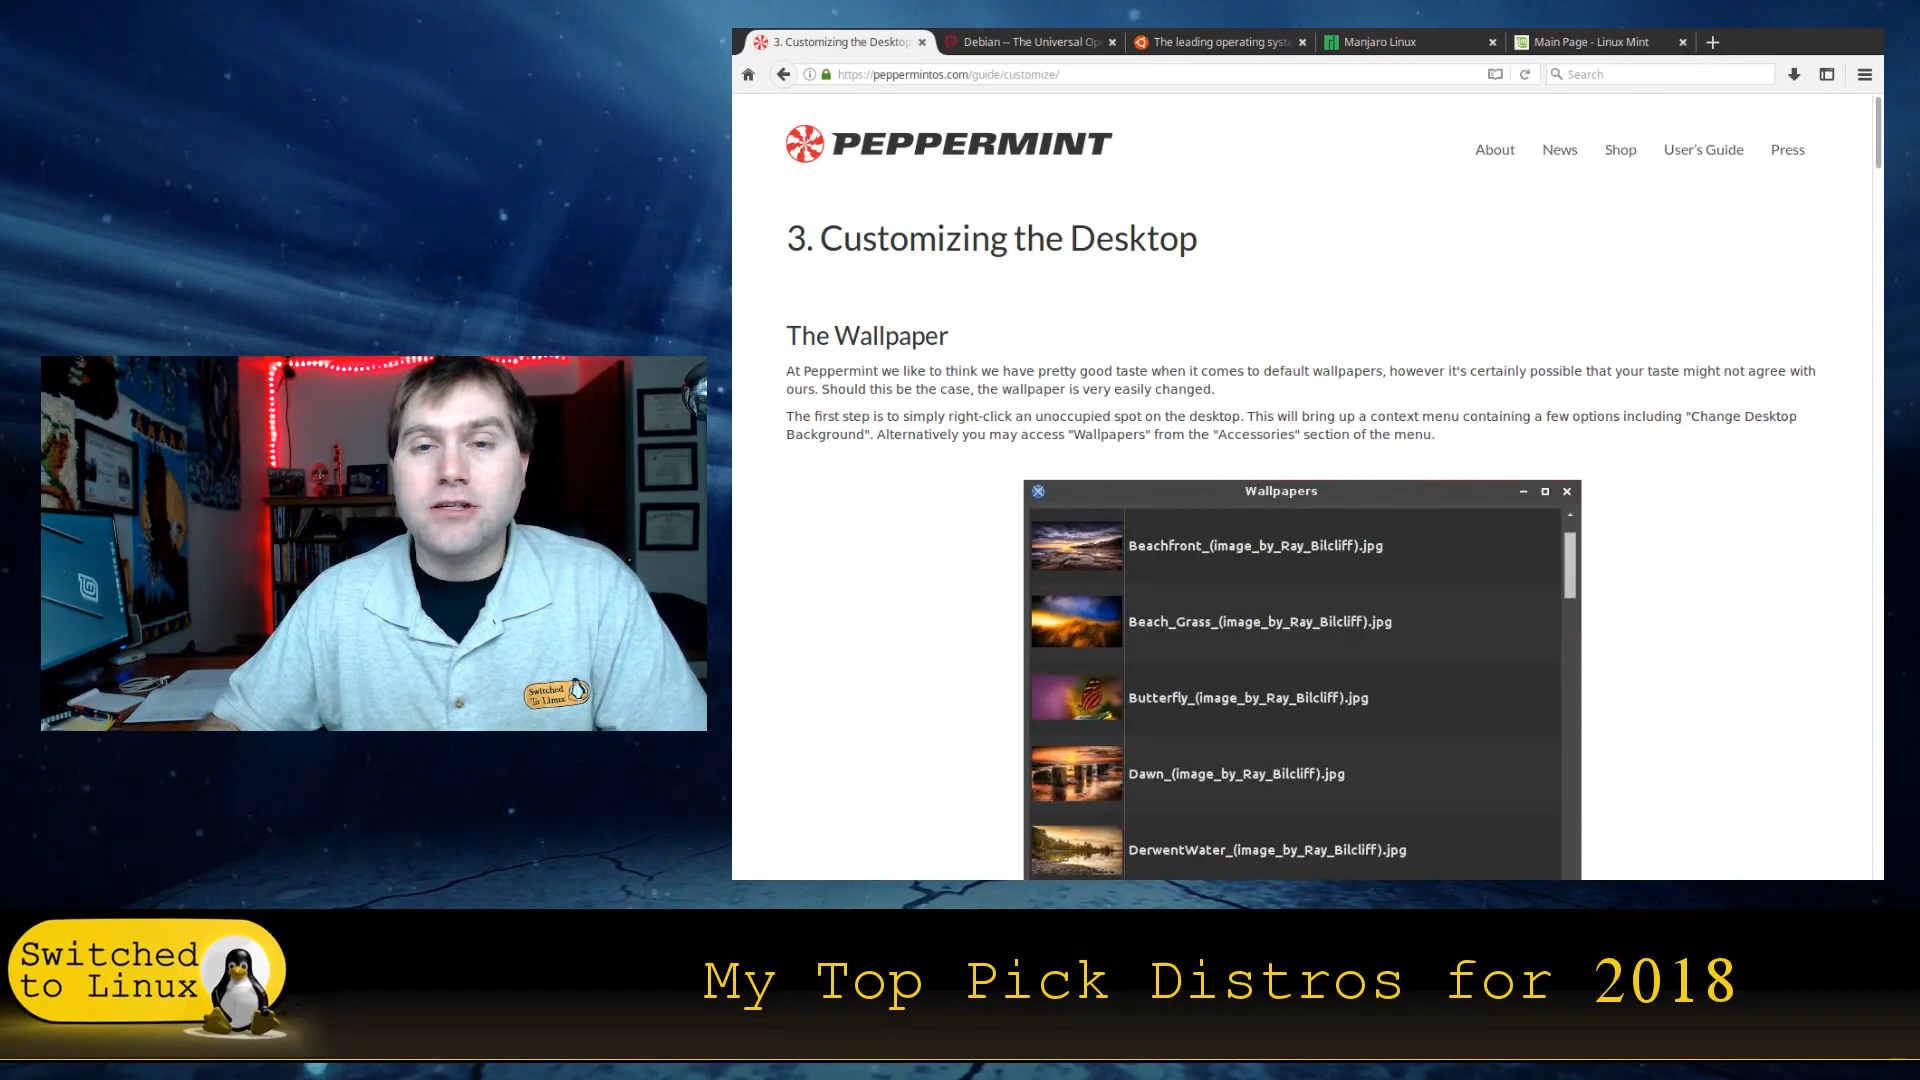 3. Customizing the Desktop
Debian -- The Universal Op
The leading operating syste
Manjaro Linux
Main Page - Linux Mint
https://peppermintos.com/guide/customize/
Search
PEPPERMINT
About
News
Shop
User's Guide
Press
3. Customizing the Desktop
The Wallpaper
At Peppermint we like to think we have pretty good taste when it comes to default wallpapers, however it's certainly possible that your taste might not agree with
ours. Should this be the case, the wallpaper is very easily changed.
The first step is to simply right-click an unoccupied spot on the desktop. This will bring up a context menu containing a few options including "Change Desktop
Background". Alternatively you may access "Wallpapers" from the "Accessories" section of the menu.
Wallpapers
Beachfront_(image_by_Ray_Bilcliff).jpg
Beach_Grass_(image_by_Ray_Bilcliff).jpg
Butterfly_(image_by_Ray_Bilcliff).jpg
Dawn_(image_by_Ray_Bilcliff).jpg
DerwentWater_(image_by_Ray_Bilcliff).jpg
Switched
To Linux
Switched
to Linux
My Top Pick Distros for 2018